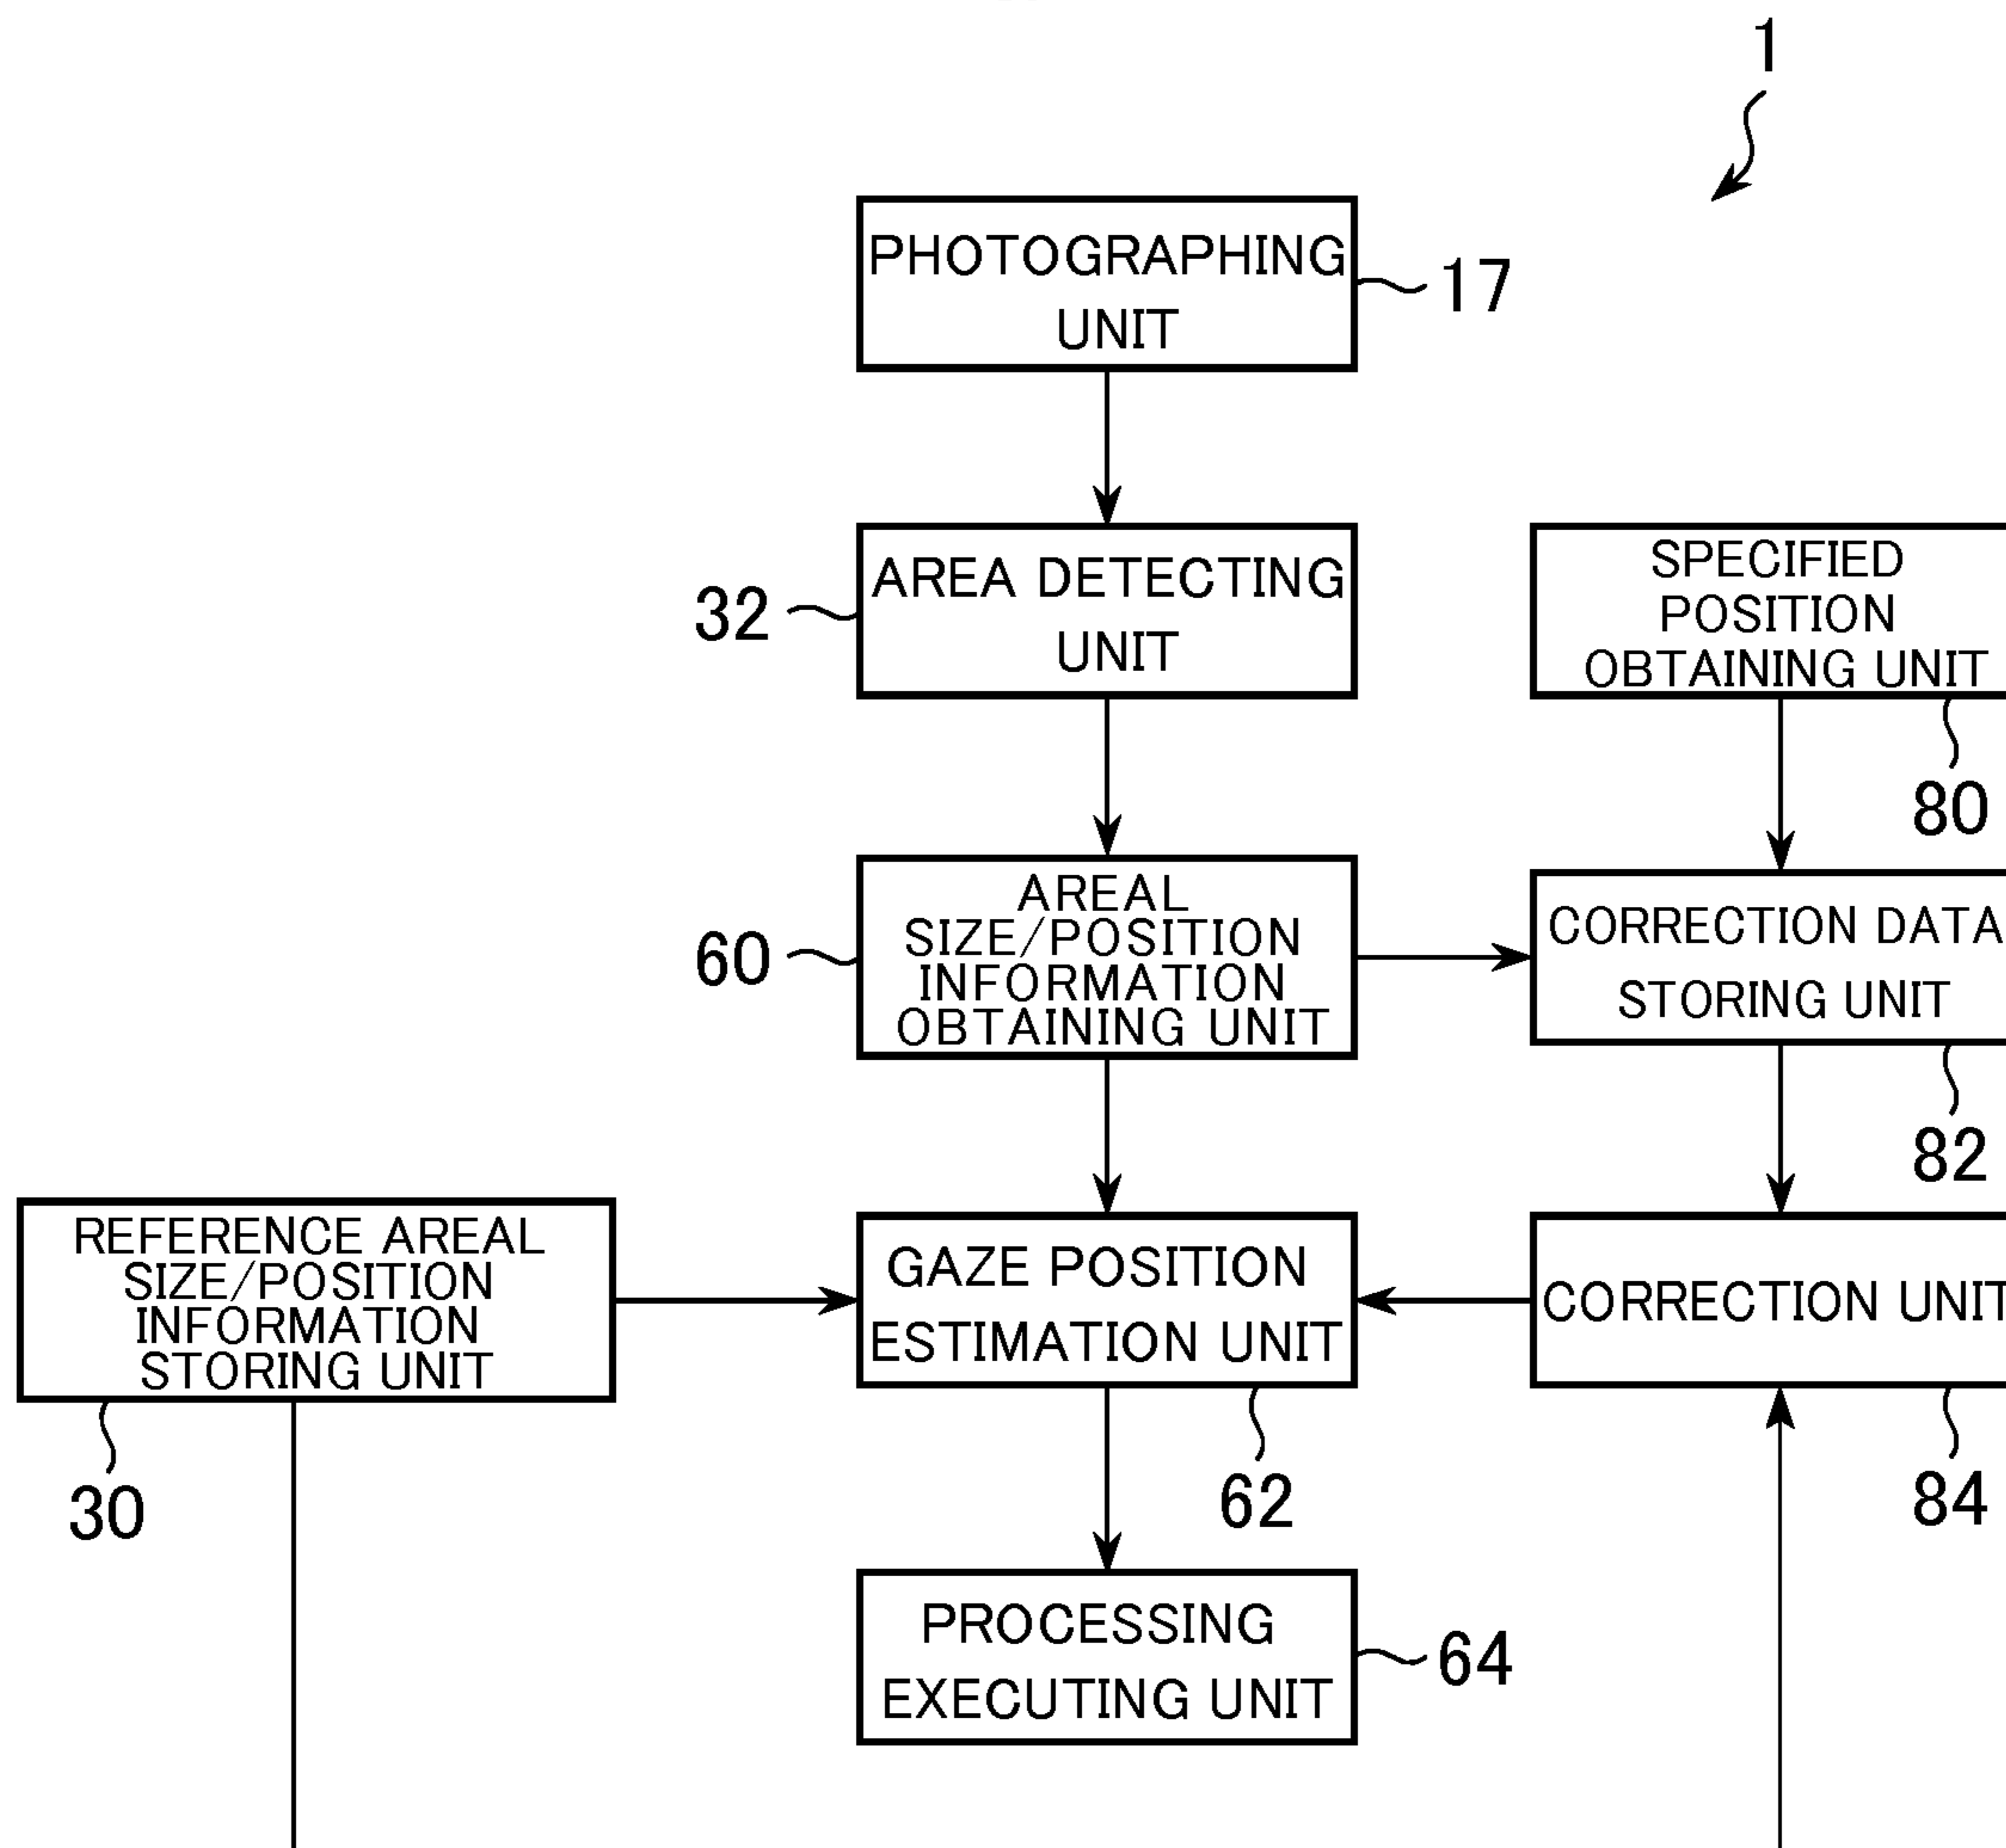 1
PHOTOGRAPHING
UNIT
17
AREA DETECTING
UNIT
32
SPECIFIED
POSITION
OBTAINING UNIT
80
AREAL
SIZE/POSITION
INFORMATION
OBTAINING UNIT
60
CORRECTION DATA
STORING UNIT
82
REFERENCE AREAL
SIZE/POSITION
INFORMATION
STORING UNIT
30
GAZE POSITION
ESTIMATION UNIT
62
CORRECTION UNIT
84
PROCESSING
EXECUTING UNIT
64